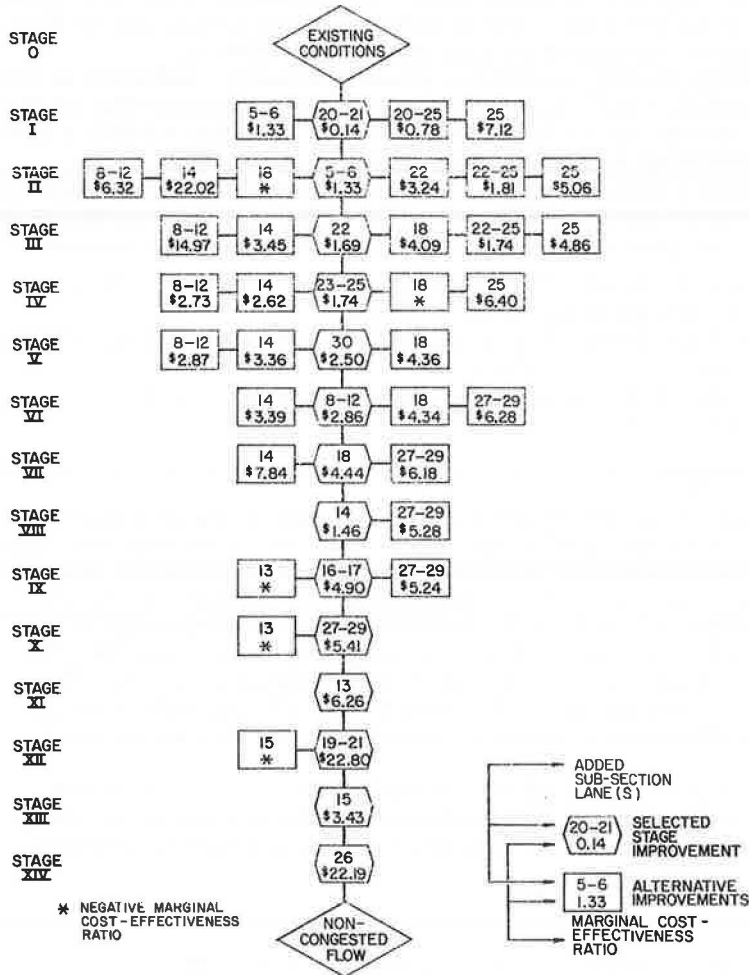 STAGE
0
EXISTING
CONDITIONS
STAGE
I
5-6
$1.33
20-21
$0.14
20-25
$0.78
25
$7.12
STAGE
II
8-12
$6.32
14
$22.02
18
*
5-6
$1.33
22
$3.24
22-25
$1.81
25
$5.06
STAGE
III
8-12
$14.97
14
$3.45
22
$1.69
18
$4.09
22-25
$1.74
25
$4.86
STAGE
IV
8-12
$2.73
14
$2.62
23-25
$1.74
18
*
25
$6.40
STAGE
V
8-12
$2.87
14
$3.36
30
$2.50
18
$4.36
STAGE
VI
14
$3.39
8-12
$2.86
18
$4.34
27-29
$6.28
STAGE
VII
14
$7.84
18
$4.44
27-29
$6.18
STAGE
VIII
14
$1.46
27-29
$5.28
STAGE
IX
13
*
16-17
$4.90
27-29
$5.24
STAGE
X
13
*
27-29
$5.41
STAGE
XI
13
$6.26
STAGE
XII
15
*
19-21
$22.80
STAGE
XIII
15
$3.43
STAGE
XIV
26
$22.19
NON-
CONGESTED
FLOW
* NEGATIVE MARGINAL
COST-EFFECTIVENESS
RATIO
ADDED
SUB-SECTION
LANE(S)
20-21
0.14
SELECTED
STAGE
IMPROVEMENT
5-6
1.33
ALTERNATIVE
IMPROVEMENTS
MARGINAL COST-
EFFECTIVENESS
RATIO